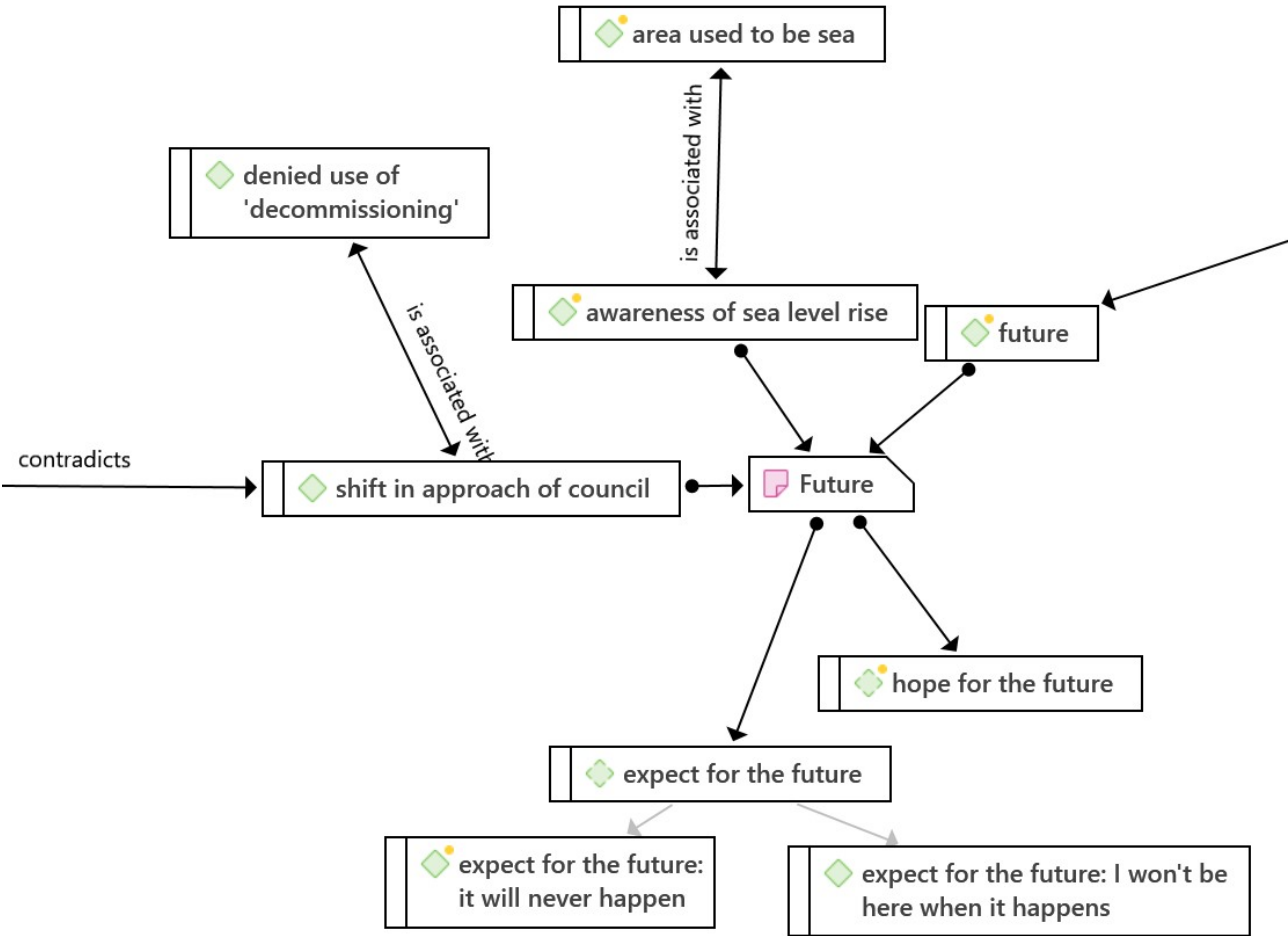 area used to be sea
is associated with
denied use of
'decommissioning'
is associated with
awareness of sea level rise
future
contradicts
shift in approach of council
Future
hope for the future
expect for the future
expect for the future:
it will never happen
expect for the future: I won't be
here when it happens